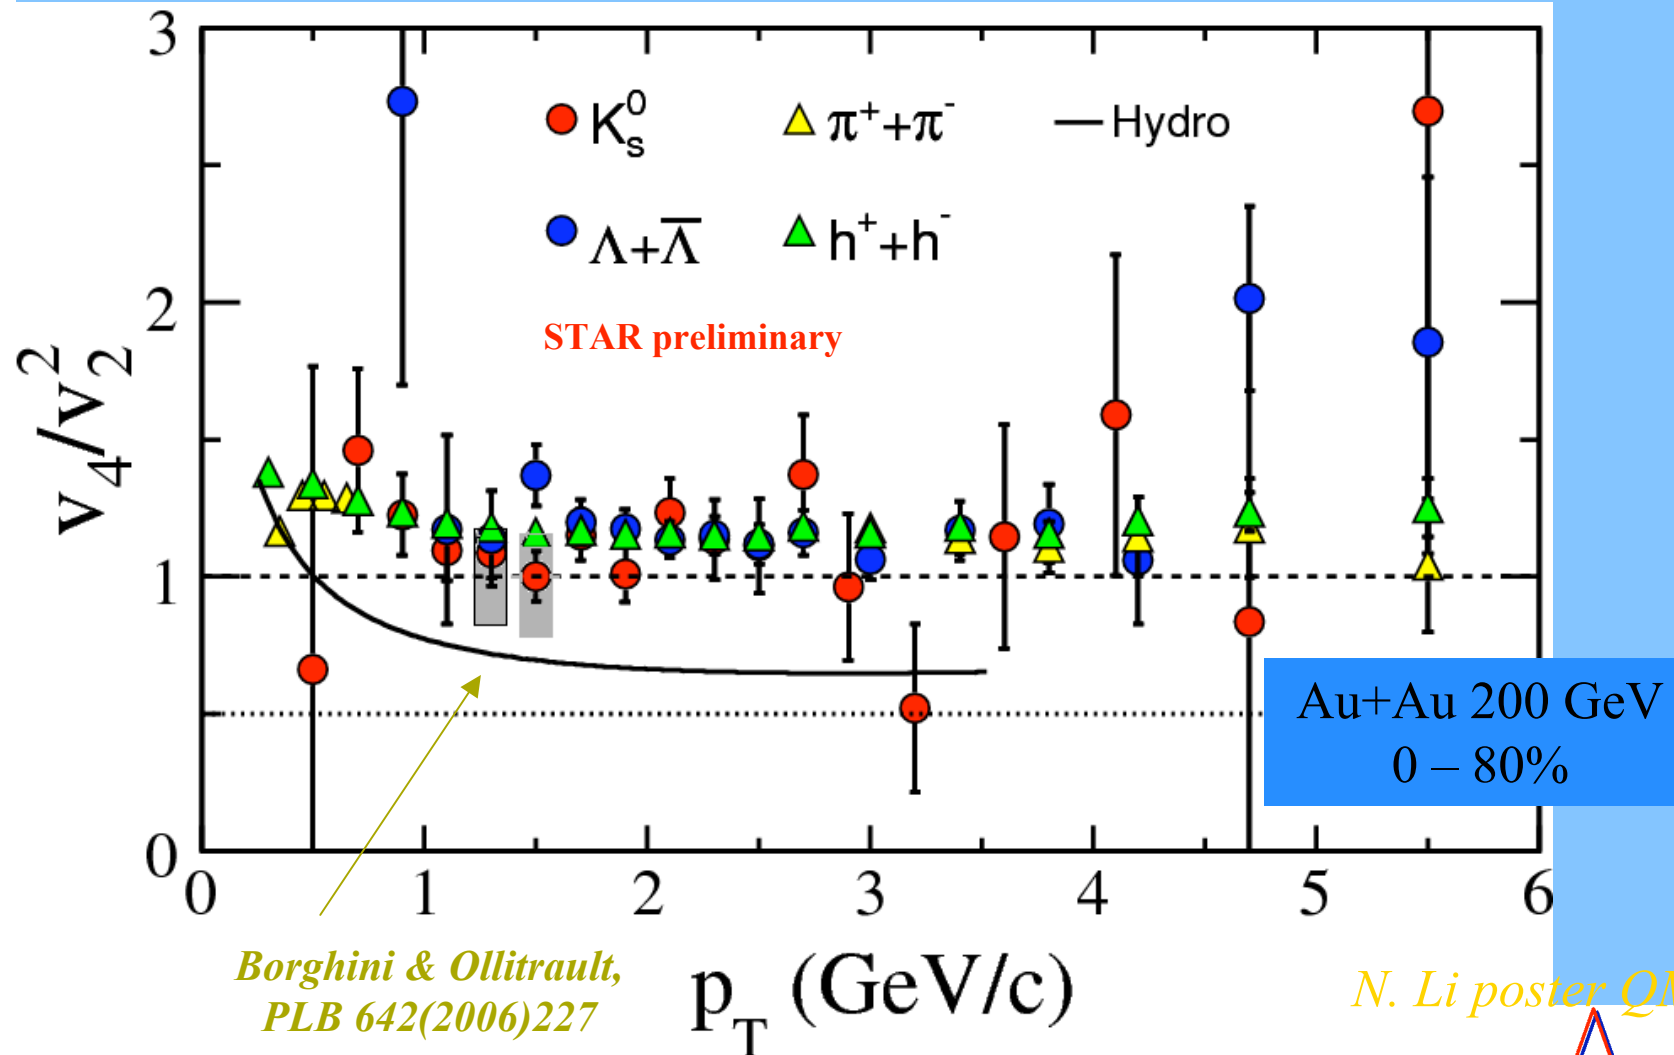 3
2
1
0
v₄/v₂²
K⁰ₛ
π⁺+π⁻
Hydro
Λ+Λ̅
h⁺+h⁻
STAR preliminary
Au+Au 200 GeV
0 – 80%
0 1 2 3 4 5 6
p_T (GeV/c)
Borghini & Ollitrault,
PLB 642(2006)227
N. Li poster